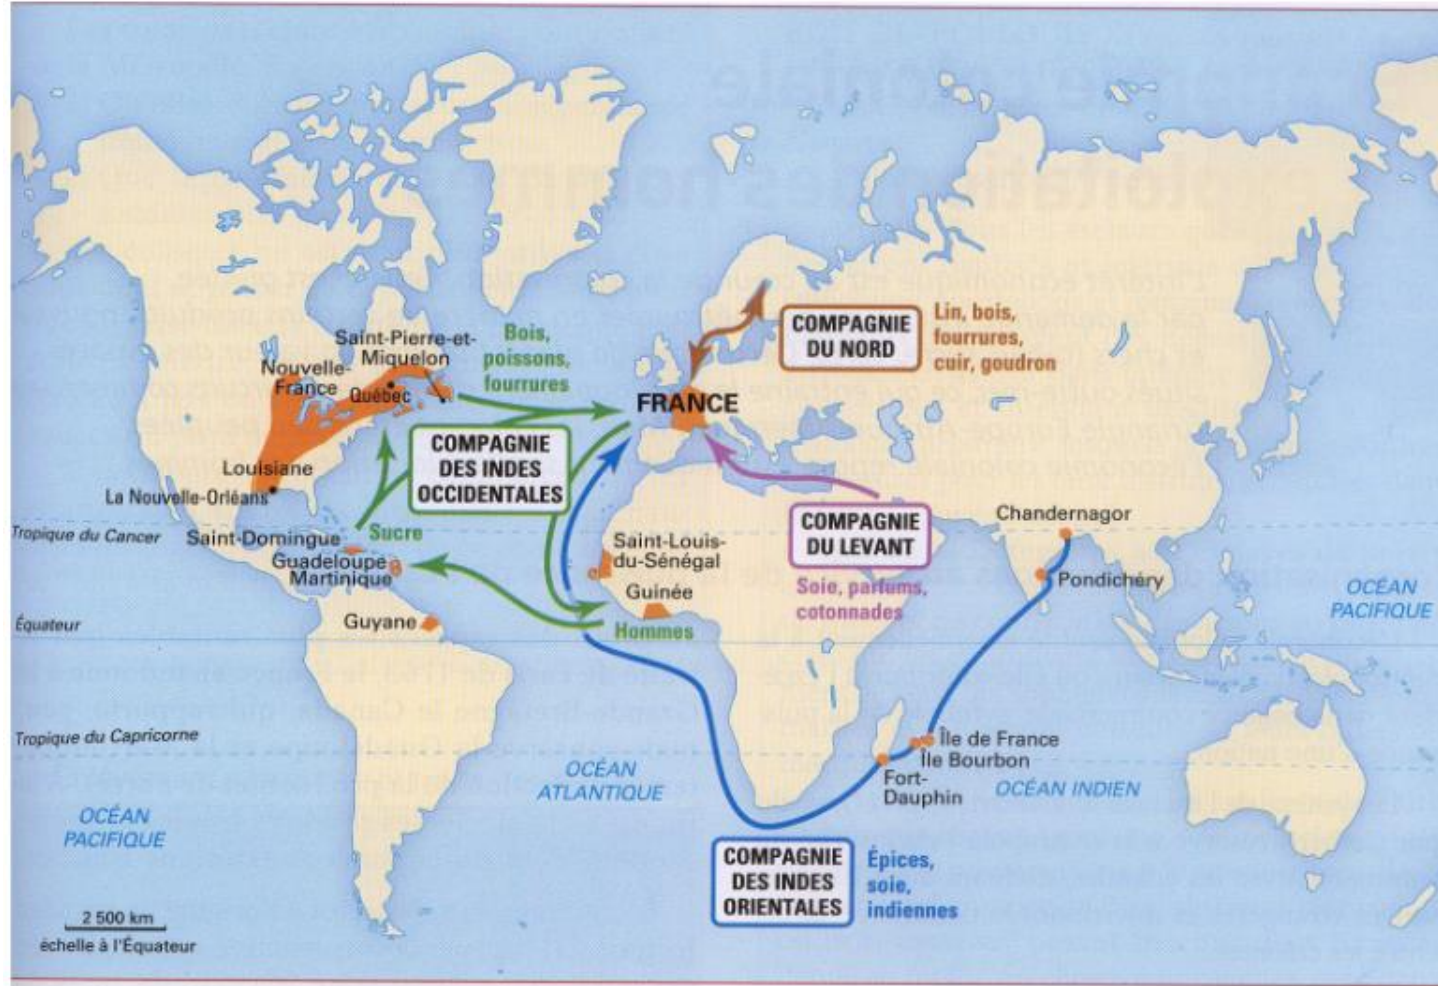 Saint-Pierre-et-
Miquelon
Nouvelle-
France
Québec
Bois,
poissons,
fourrures
COMPAGNIE
DU NORD
Lin, bois,
fourrures,
cuir, goudron
FRANCE
COMPAGNIE
DES INDES
OCCIDENTALES
Louisiane
La Nouvelle-Orléans
Tropique du Cancer
Saint-Domingue
Sucre
Guadeloupe
Martinique
Saint-Louis-
du-Sénégal
Guinée
Hommes
COMPAGNIE
DU LEVANT
Soie, parfums,
cotonnades
Chandernagor
Pondichéry
OCÉAN
PACIFIQUE
Équateur
Guyane
Tropique du Capricorne
Île de France
Île Bourbon
Fort-
Dauphin
OCÉAN INDIEN
OCÉAN
ATLANTIQUE
OCÉAN
PACIFIQUE
COMPAGNIE
DES INDES
ORIENTALES
Épices,
soie,
indiennes
2 500 km
échelle à l'Équateur